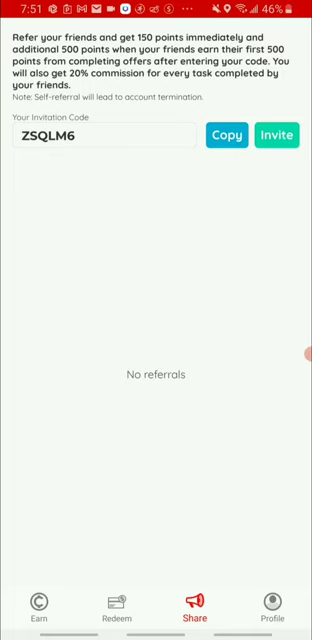 7:51
46%
Refer your friends and get 150 points immediately and
additional 500 points when your friends earn their first 500
points from completing offers after entering your code. You
will also get 20% commission for every task completed by
your friends.
Note: Self-referral will lead to account termination.
Your Invitation Code
ZSQLM6
Copy
Invite
No referrals
Earn
Redeem
Share
Profile